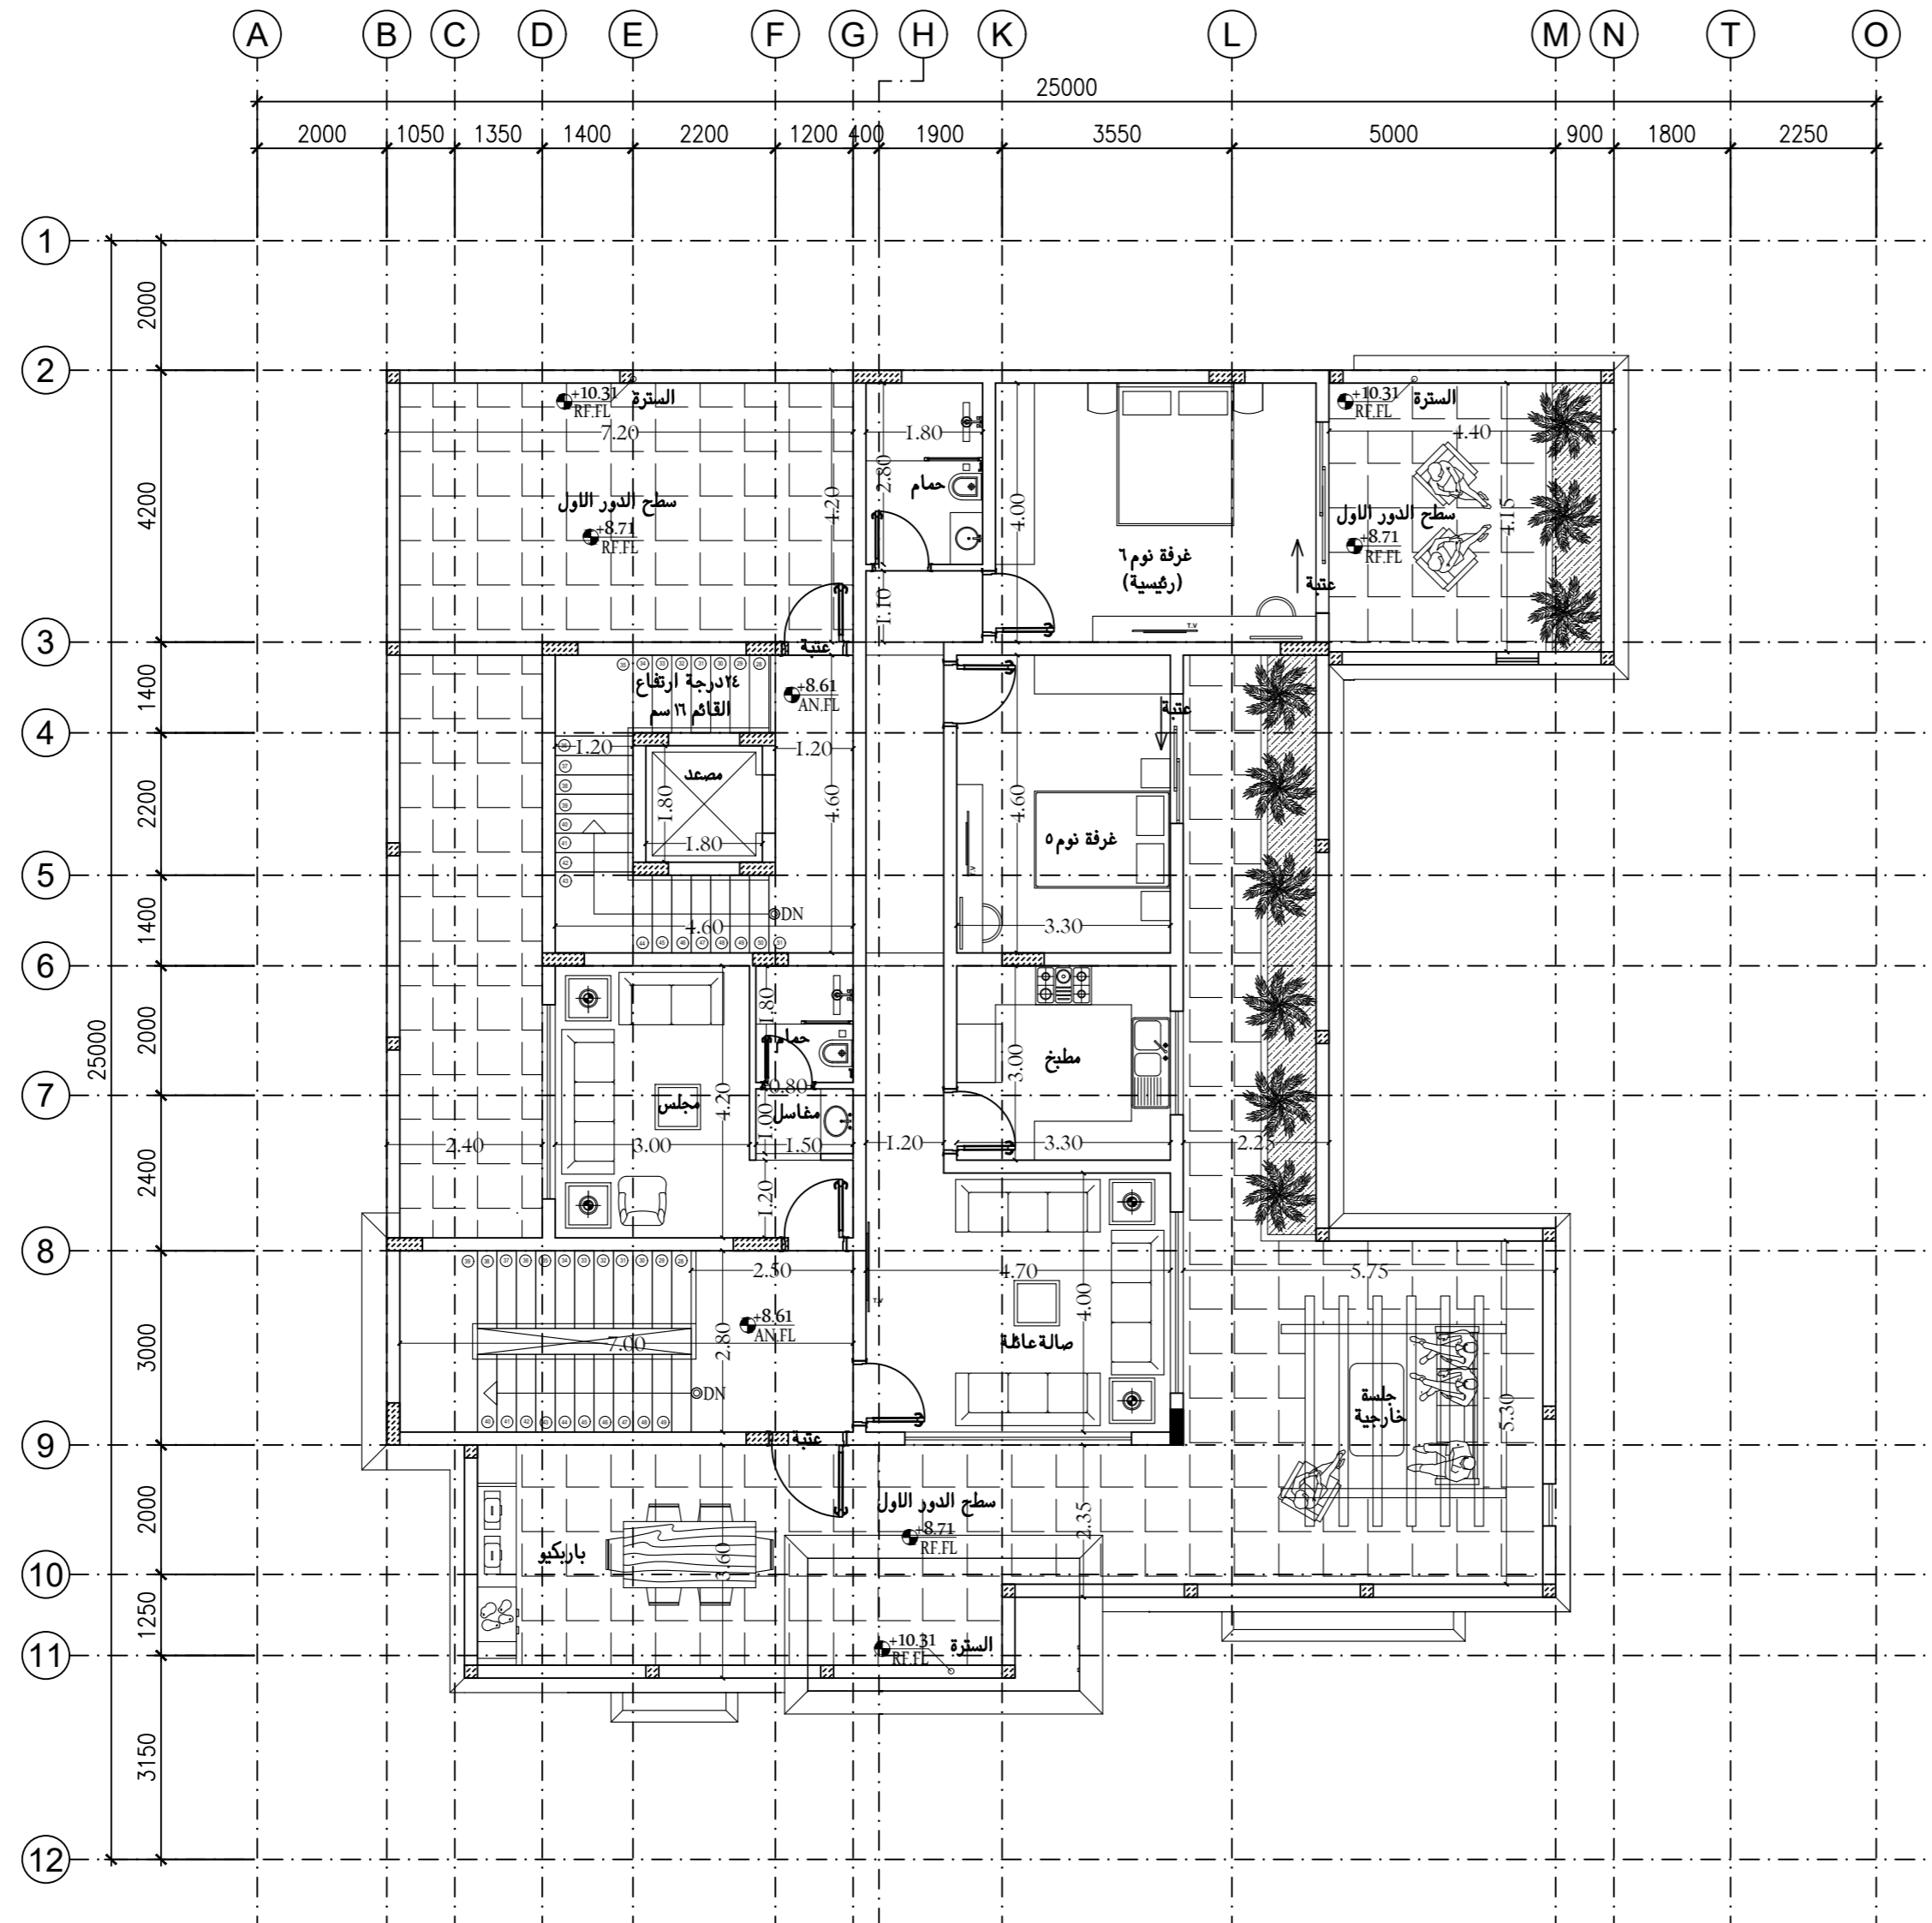 A B C D E F G H K L M N T O
25000
2000 1050 1350 1400 2200 1200 400 1900 3550 5000 900 1800 2250
1
2
3
4
5
6
7
8
9
10
11
12
25000
2000
4200
1400
2200
1400
2000
2400
3000
2000
1250
3150
+10.31
RF.FL
السترة
7.20
سطح الدور الاول
+8.71
RF.FL
4.20
1.80
2.80
حمام
1.10
4.00
غرفة نوم ٦
(رئيسية)
T.V
عتبة
+10.31
RF.FL
السترة
4.40
سطح الدور الاول
+8.71
RF.FL
4.15
عتبة
٢٤درجة ارتفاع
القائم ١٦ سم
+8.61
AN.FL
1.20
1.20
مصعد
1.80
1.80
4.60
DN
4.60
عتبة
4.60
غرفة نوم ٥
3.30
1.80
حمام
0.80
مغاسل
1.00
1.50
1.20
مجلس
4.20
3.00
2.40
1.20
مطبخ
3.00
3.30
2.25
2.50
4.70
5.75
+8.61
AN.FL
7.00
2.80
DN
4.00
صالة عائلة
جلسة
خارجية
5.30
عتبة
سطح الدور الاول
+8.71
RF.FL
2.35
باربكيو
3.60
+10.31
RF.FL
السترة